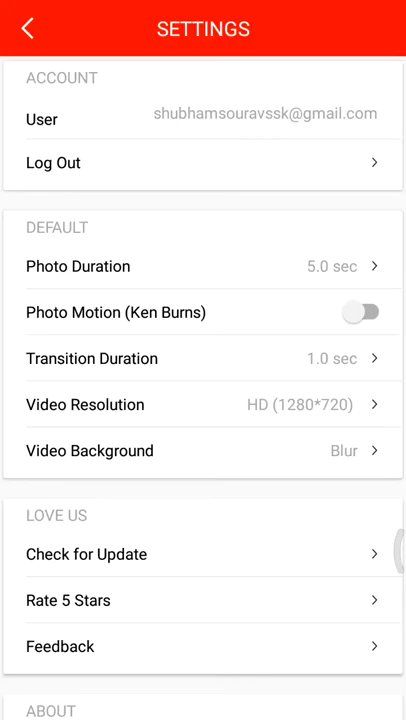 SETTINGS
ACCOUNT
User shubhamsouravssk@gmail.com
Log Out
DEFAULT
Photo Duration 5.0 sec
Photo Motion (Ken Burns)
Transition Duration 1.0 sec
Video Resolution HD (1280*720)
Video Background Blur
LOVE US
Check for Update
Rate 5 Stars
Feedback
ABOUT